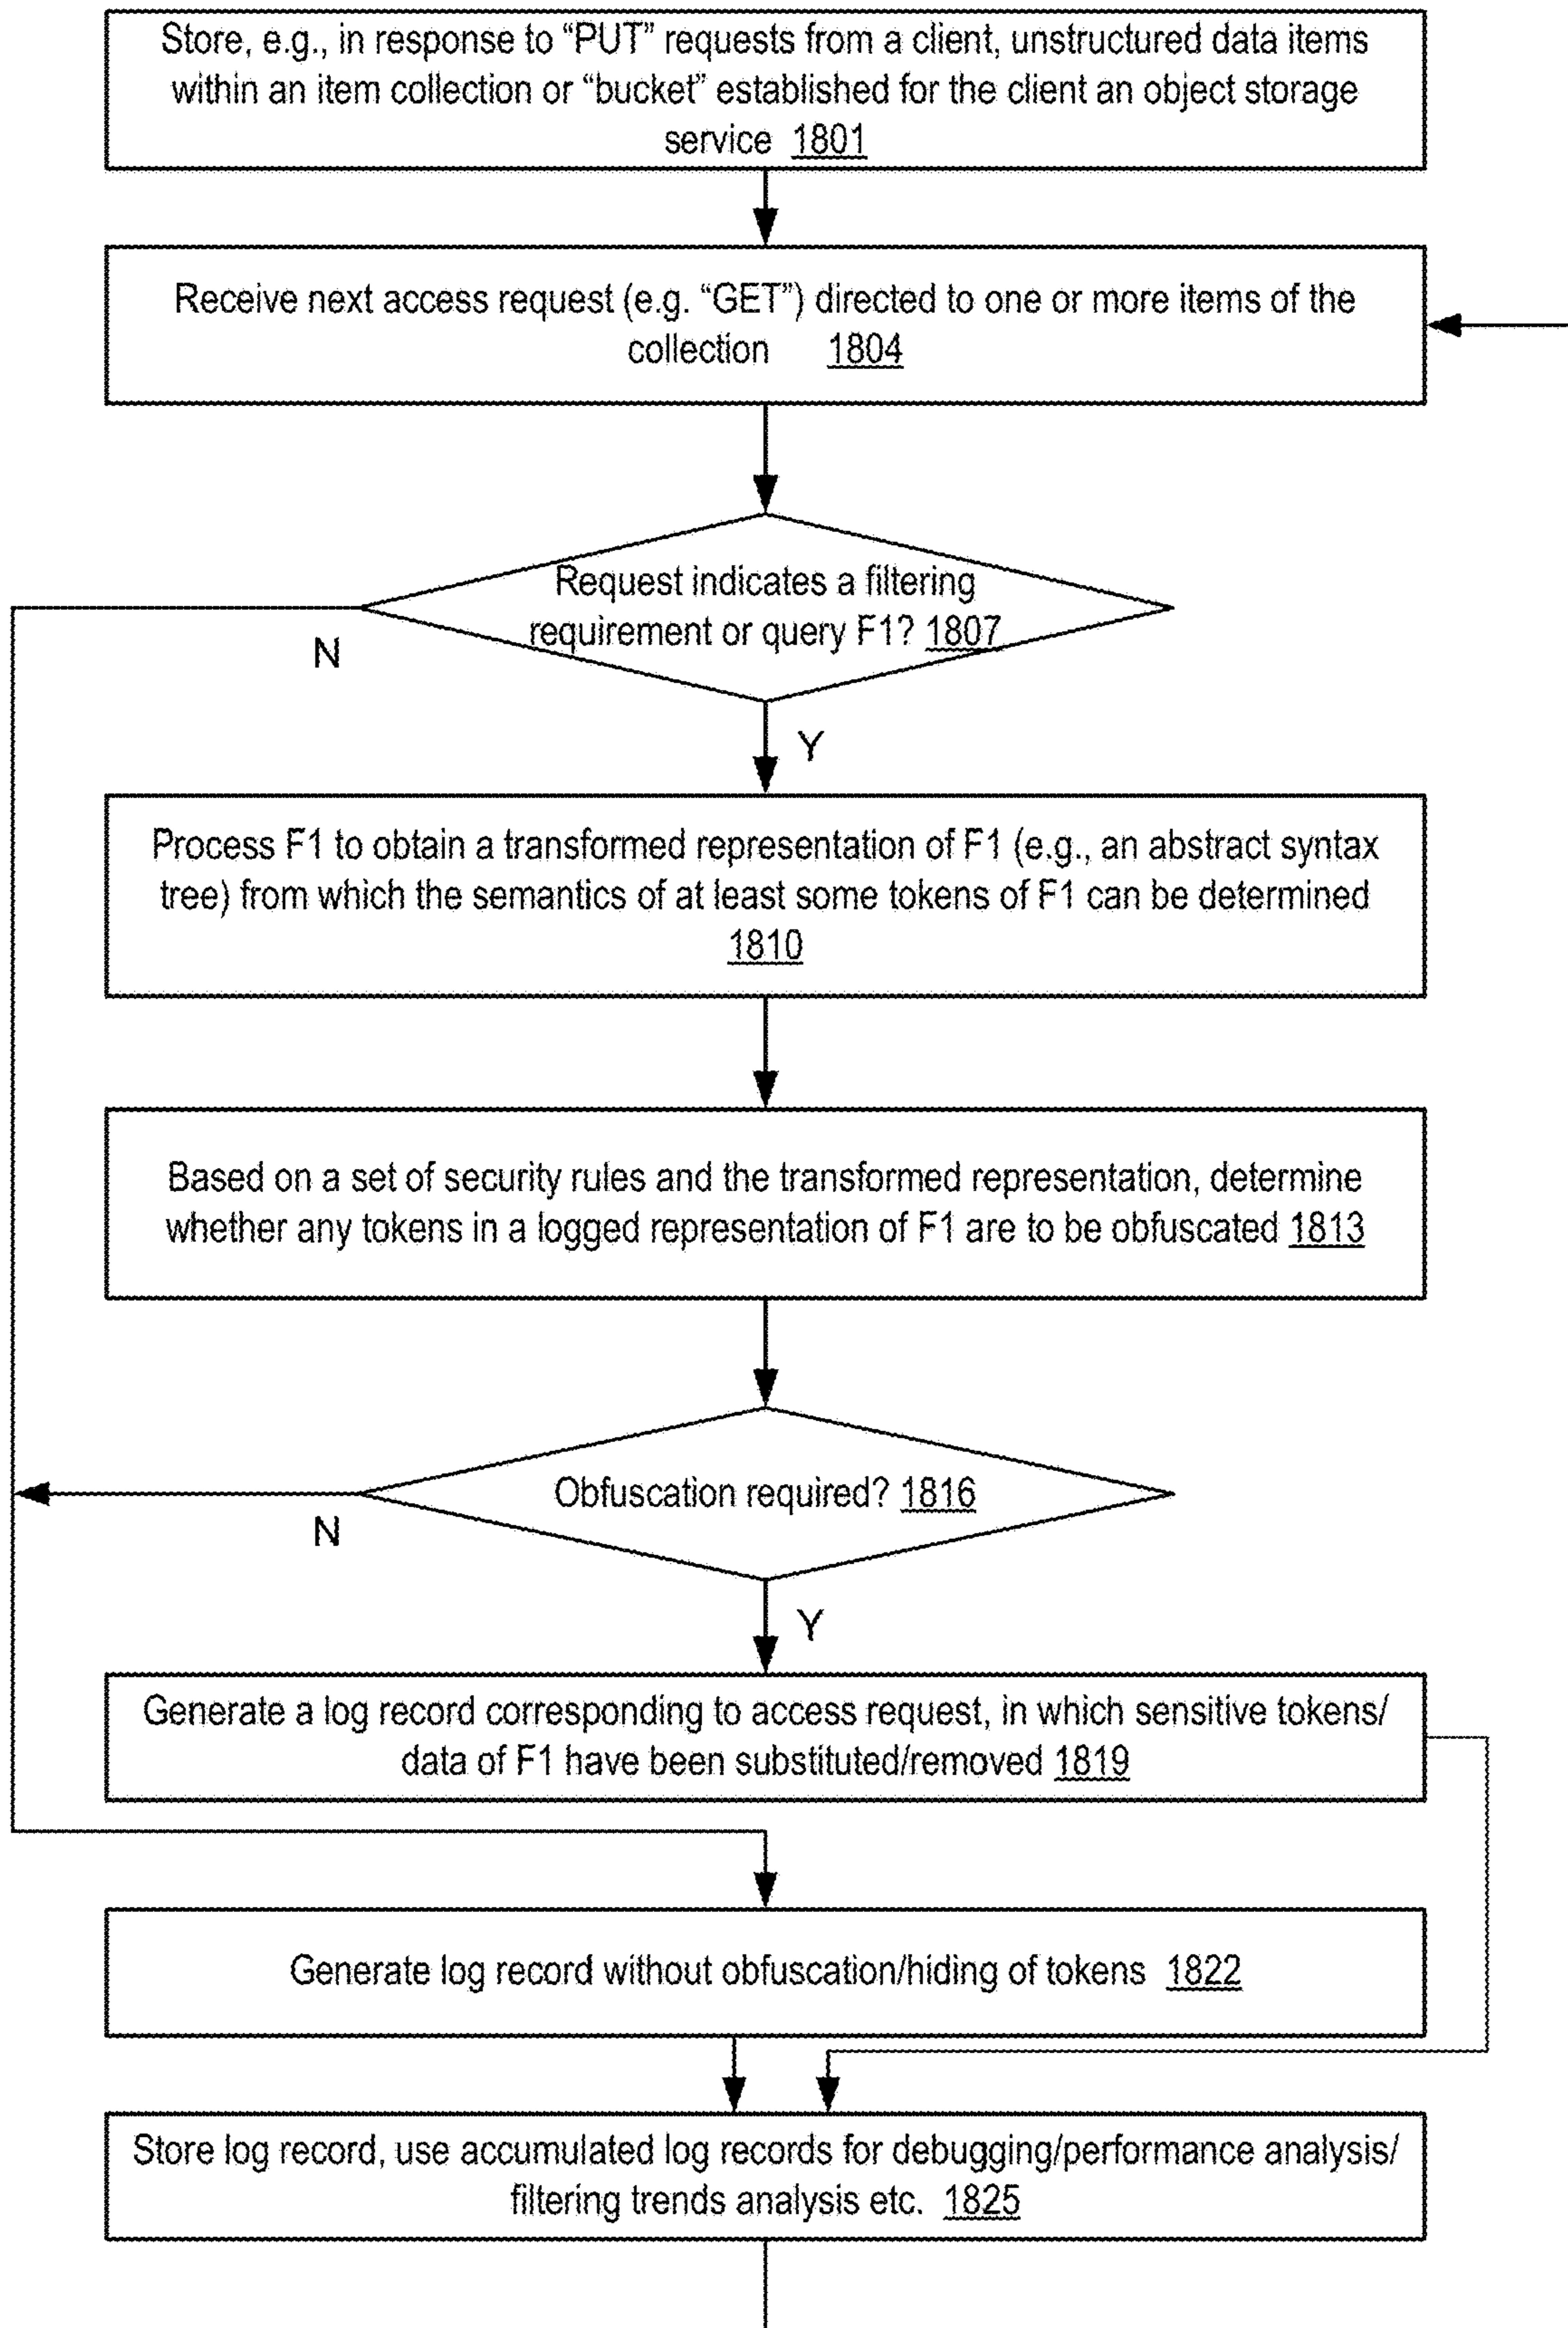 Store, e.g., in response to “PUT” requests from a client, unstructured data items
within an item collection or “bucket” established for the client an object storage
service 1801
Receive next access request (e.g. “GET”) directed to one or more items of the
collection 1804
Request indicates a filtering
requirement or query F1? 1807
N
Y
Process F1 to obtain a transformed representation of F1 (e.g., an abstract syntax
tree) from which the semantics of at least some tokens of F1 can be determined
1810
Based on a set of security rules and the transformed representation, determine
whether any tokens in a logged representation of F1 are to be obfuscated 1813
Obfuscation required? 1816
N
Y
Generate a log record corresponding to access request, in which sensitive tokens/
data of F1 have been substituted/removed 1819
Generate log record without obfuscation/hiding of tokens 1822
Store log record, use accumulated log records for debugging/performance analysis/
filtering trends analysis etc. 1825